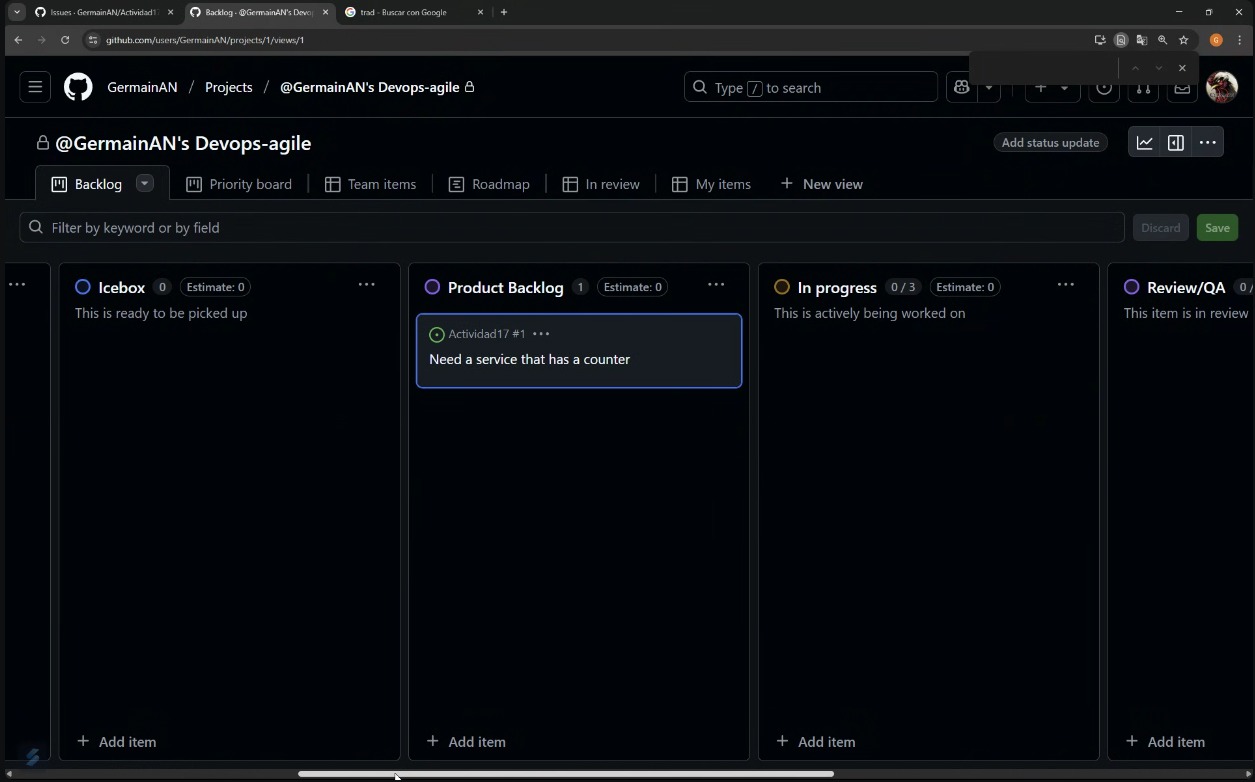 Issues · GermainAN/Actividad17
Backlog · @GermainAN's Devo
trad - Buscar con Google
github.com/users/GermainAN/projects/1/views/1
G
GermainAN / Projects / @GermainAN's Devops-agile
Type / to search
@GermainAN's Devops-agile
Add status update
Backlog
Priority board
Team items
Roadmap
In review
My items
New view
Filter by keyword or by field
Discard
Save
Icebox 0 Estimate: 0
This is ready to be picked up
Add item
Product Backlog 1 Estimate: 0
Actividad17 #1
Need a service that has a counter
Add item
In progress 0 / 3 Estimate: 0
This is actively being worked on
Add item
Review/QA 0 /
This item is in review
Add item